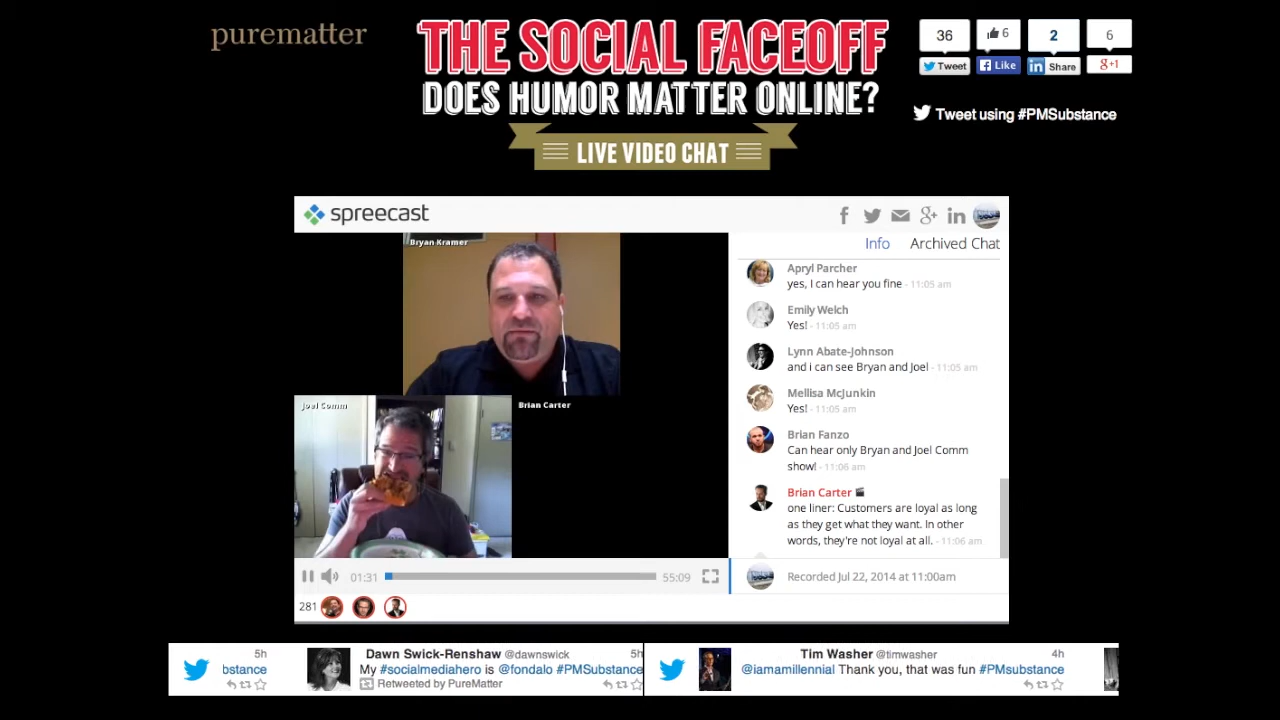 purematter
THE SOCIAL FACEOFF
DOES HUMOR MATTER ONLINE?
LIVE VIDEO CHAT
36
6
2
6
Tweet
Like
Share
g+1
Tweet using #PMSubstance
spreecast
Info
Archived Chat
Bryan Kramer
Joel Comm
Brian Carter
Apryl Parcher
yes, I can hear you fine - 11:05 am
Emily Welch
Yes! - 11:05 am
Lynn Abate-Johnson
and i can see Bryan and Joel - 11:05 am
Mellisa McJunkin
Yes! - 11:05 am
Brian Fanzo
Can hear only Bryan and Joel Comm
show! - 11:06 am
Brian Carter
one liner: Customers are loyal as long
as they get what they want. In other
words, they're not loyal at all. - 11:06 am
01:31
55:09
Recorded Jul 22, 2014 at 11:00am
281
5h
bstance
Dawn Swick-Renshaw @dawnswick
5h
My #socialmediahero is @fondalo #PMSubstance
Retweeted by PureMatter
Tim Washer @timwasher
4h
@iamamillennial Thank you, that was fun #PMSubstance